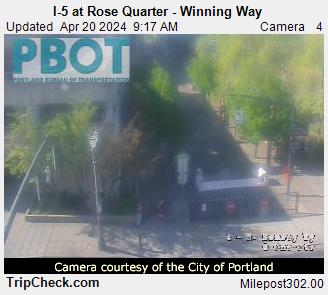 I-5 at Rose Quarter - Winning Way
Updated Apr 20 2024 9:17 AM Camera 4
PBOT
PORTLAND BUREAU OF TRANSPORTATION
Camera courtesy of the City of Portland
TripCheck.com Milepost302.00